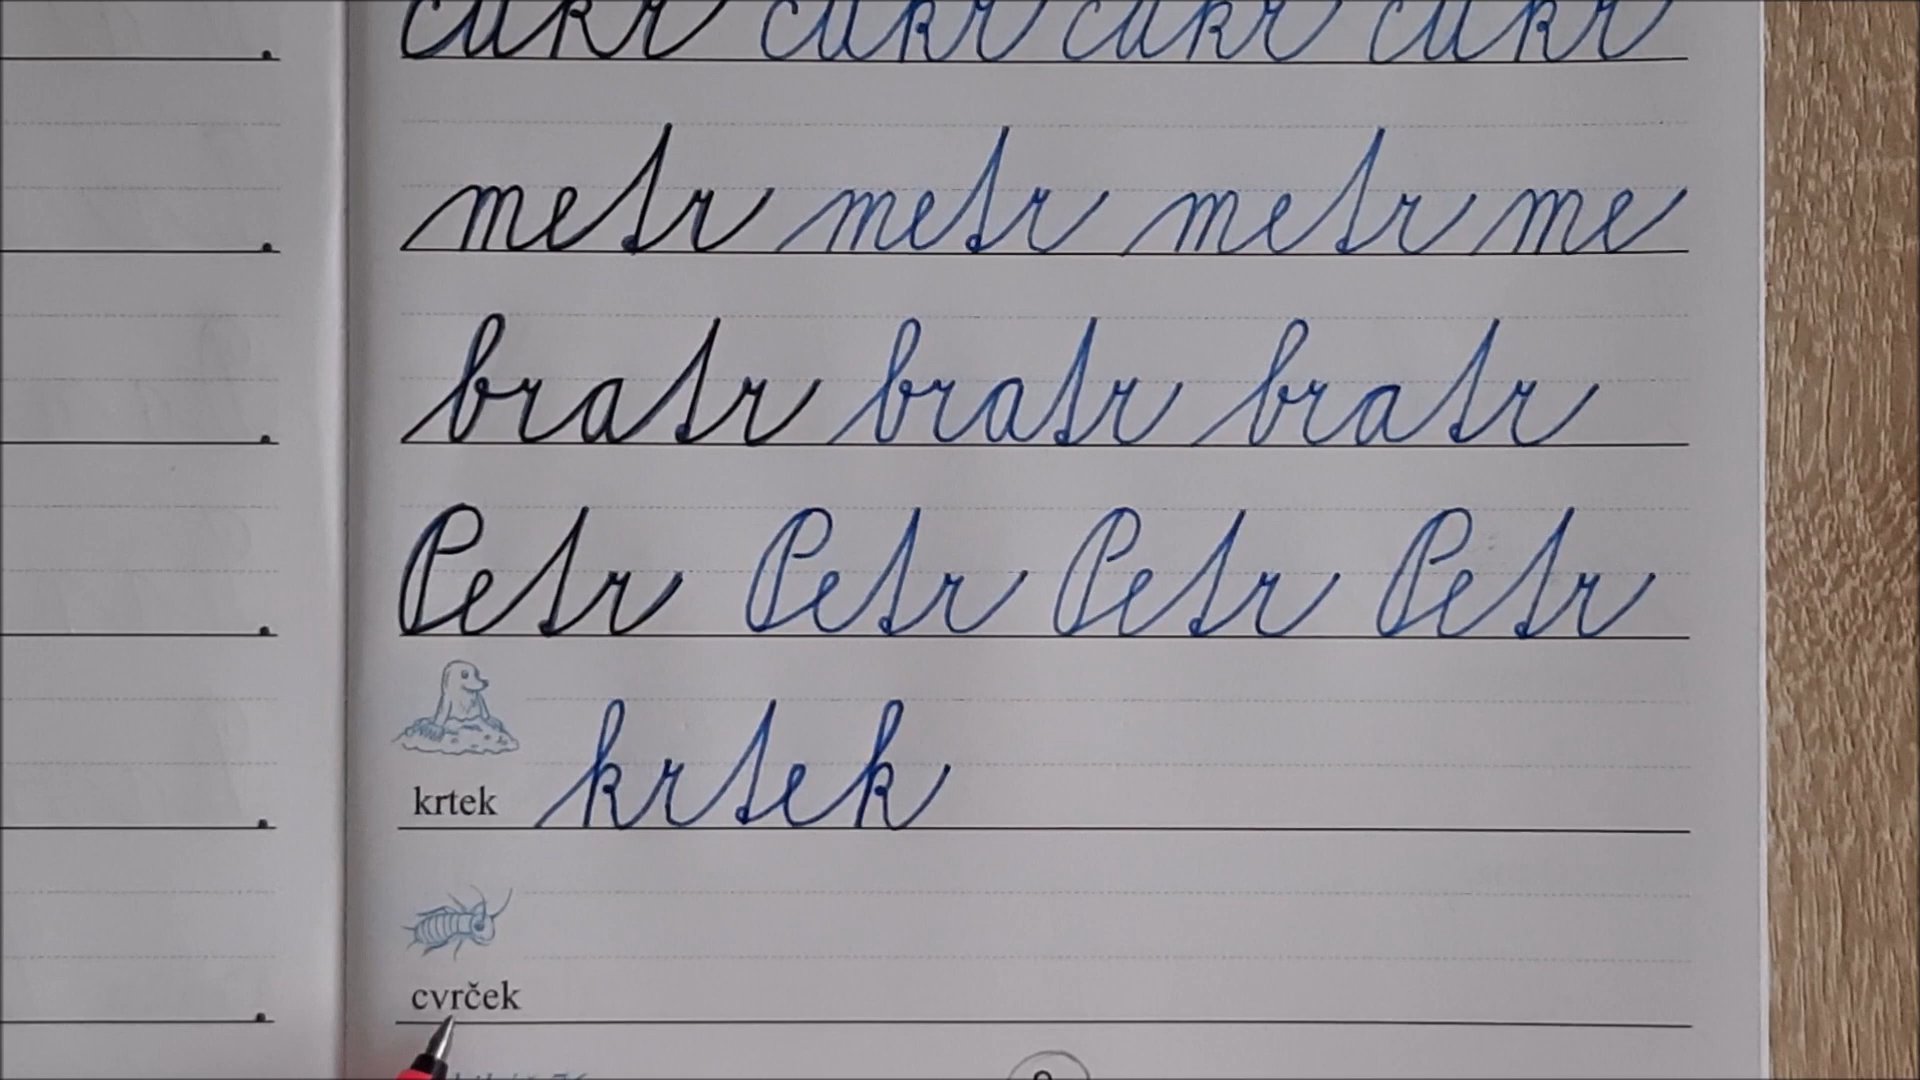 cukr cukr cukr cukr
metr metr metr me
bratr bratr bratr
Petr Petr Petr Petr
krtek krtek
cvrček